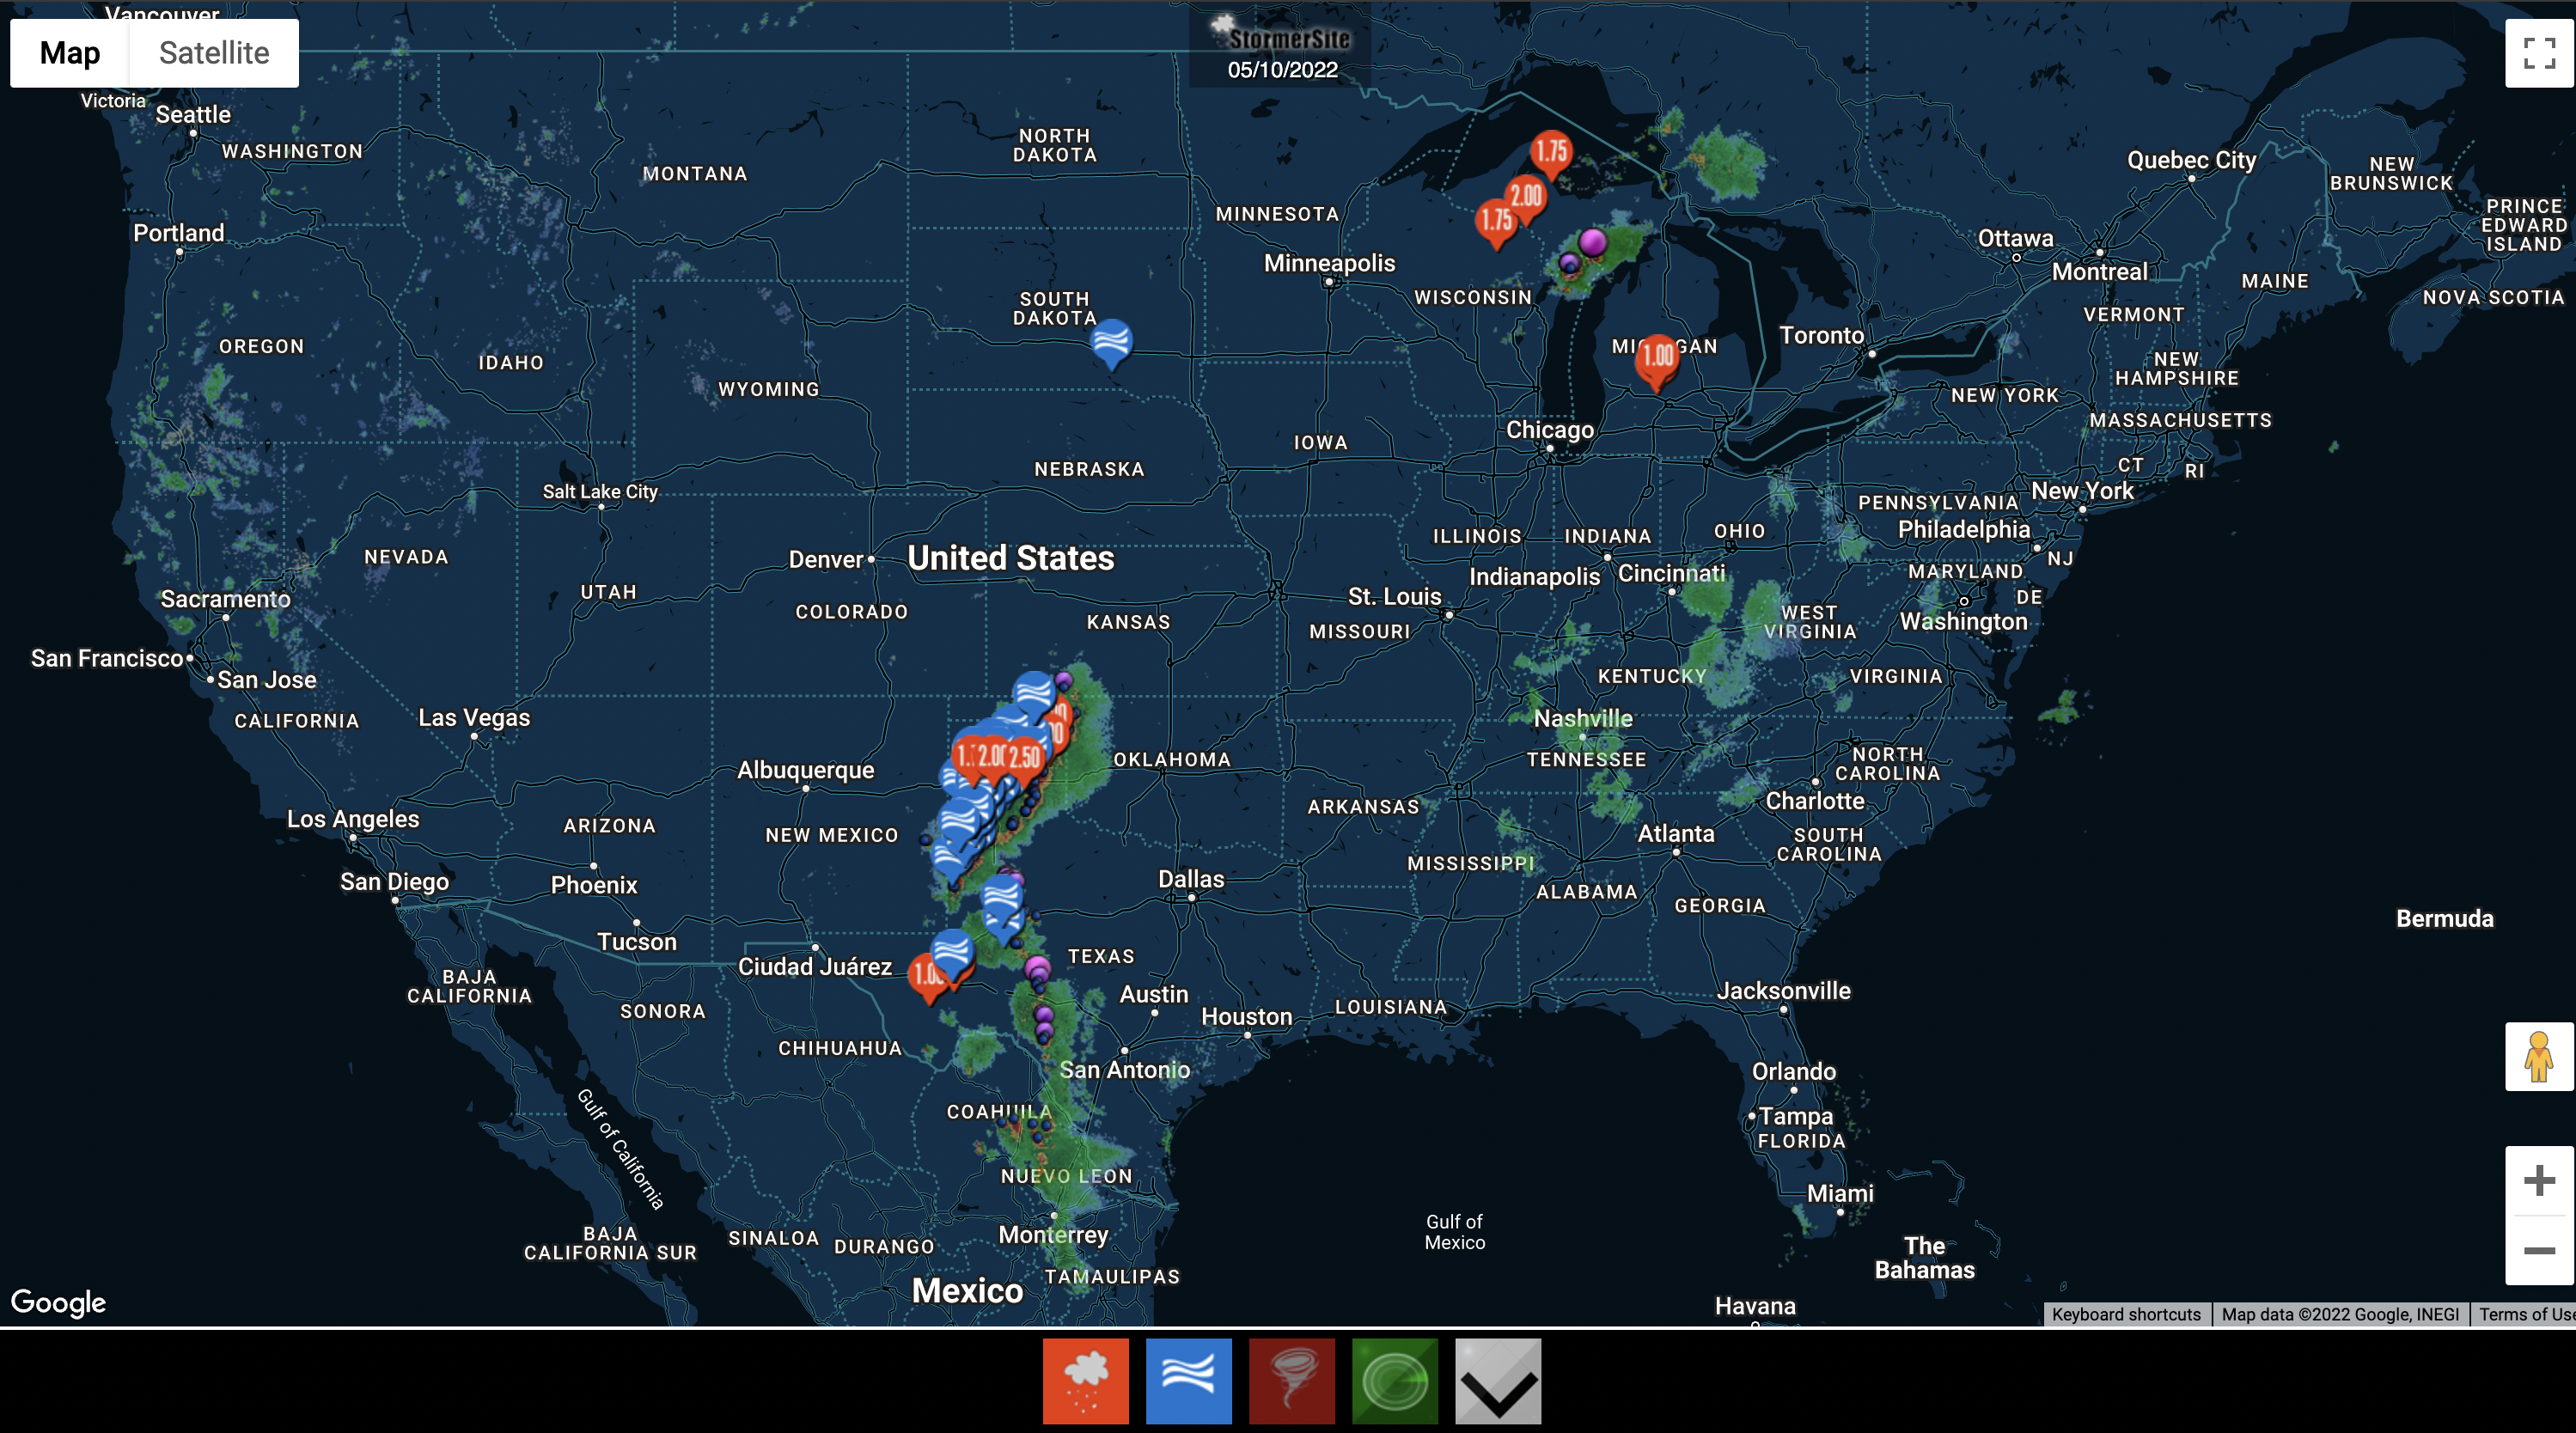 Vancouver
Map
Satellite
StormerSite
05/10/2022
Victoria
Seattle
WASHINGTON
MONTANA
NORTH
DAKOTA
MINNESOTA
1.75
2.00
1.75
Quebec City
NEW
BRUNSWICK
PRINCE
EDWARD
ISLAND
Portland
Minneapolis
Ottawa
Montreal
MAINE
NOVA SCOTIA
SOUTH
DAKOTA
WISCONSIN
VERMONT
OREGON
IDAHO
WYOMING
MICHIGAN
1.00
Toronto
NEW
HAMPSHIRE
NEW YORK
MASSACHUSETTS
Chicago
IOWA
NEBRASKA
CT
RI
Salt Lake City
PENNSYLVANIA
New York
Philadelphia
NJ
NEVADA
Denver
United States
ILLINOIS
INDIANA
OHIO
Indianapolis
Cincinnati
MARYLAND
DE
Sacramento
UTAH
COLORADO
KANSAS
St. Louis
MISSOURI
WEST
VIRGINIA
Washington
San Francisco
San Jose
KENTUCKY
VIRGINIA
CALIFORNIA
Las Vegas
Nashville
TENNESSEE
Albuquerque
2.00
2.50
OKLAHOMA
NORTH
CAROLINA
Charlotte
Los Angeles
ARIZONA
NEW MEXICO
ARKANSAS
Atlanta
SOUTH
CAROLINA
San Diego
Phoenix
Dallas
MISSISSIPPI
ALABAMA
GEORGIA
Bermuda
Tucson
Ciudad Juárez
1.00
TEXAS
BAJA
CALIFORNIA
SONORA
Austin
Houston
LOUISIANA
Jacksonville
CHIHUAHUA
San Antonio
Orlando
Gulf of California
COAHUILA
Tampa
FLORIDA
NUEVO LEON
Miami
BAJA
CALIFORNIA SUR
SINALOA
DURANGO
Monterrey
Gulf of
Mexico
The
Bahamas
TAMAULIPAS
Mexico
Google
Havana
Keyboard shortcuts
Map data ©2022 Google, INEGI
Terms of Use